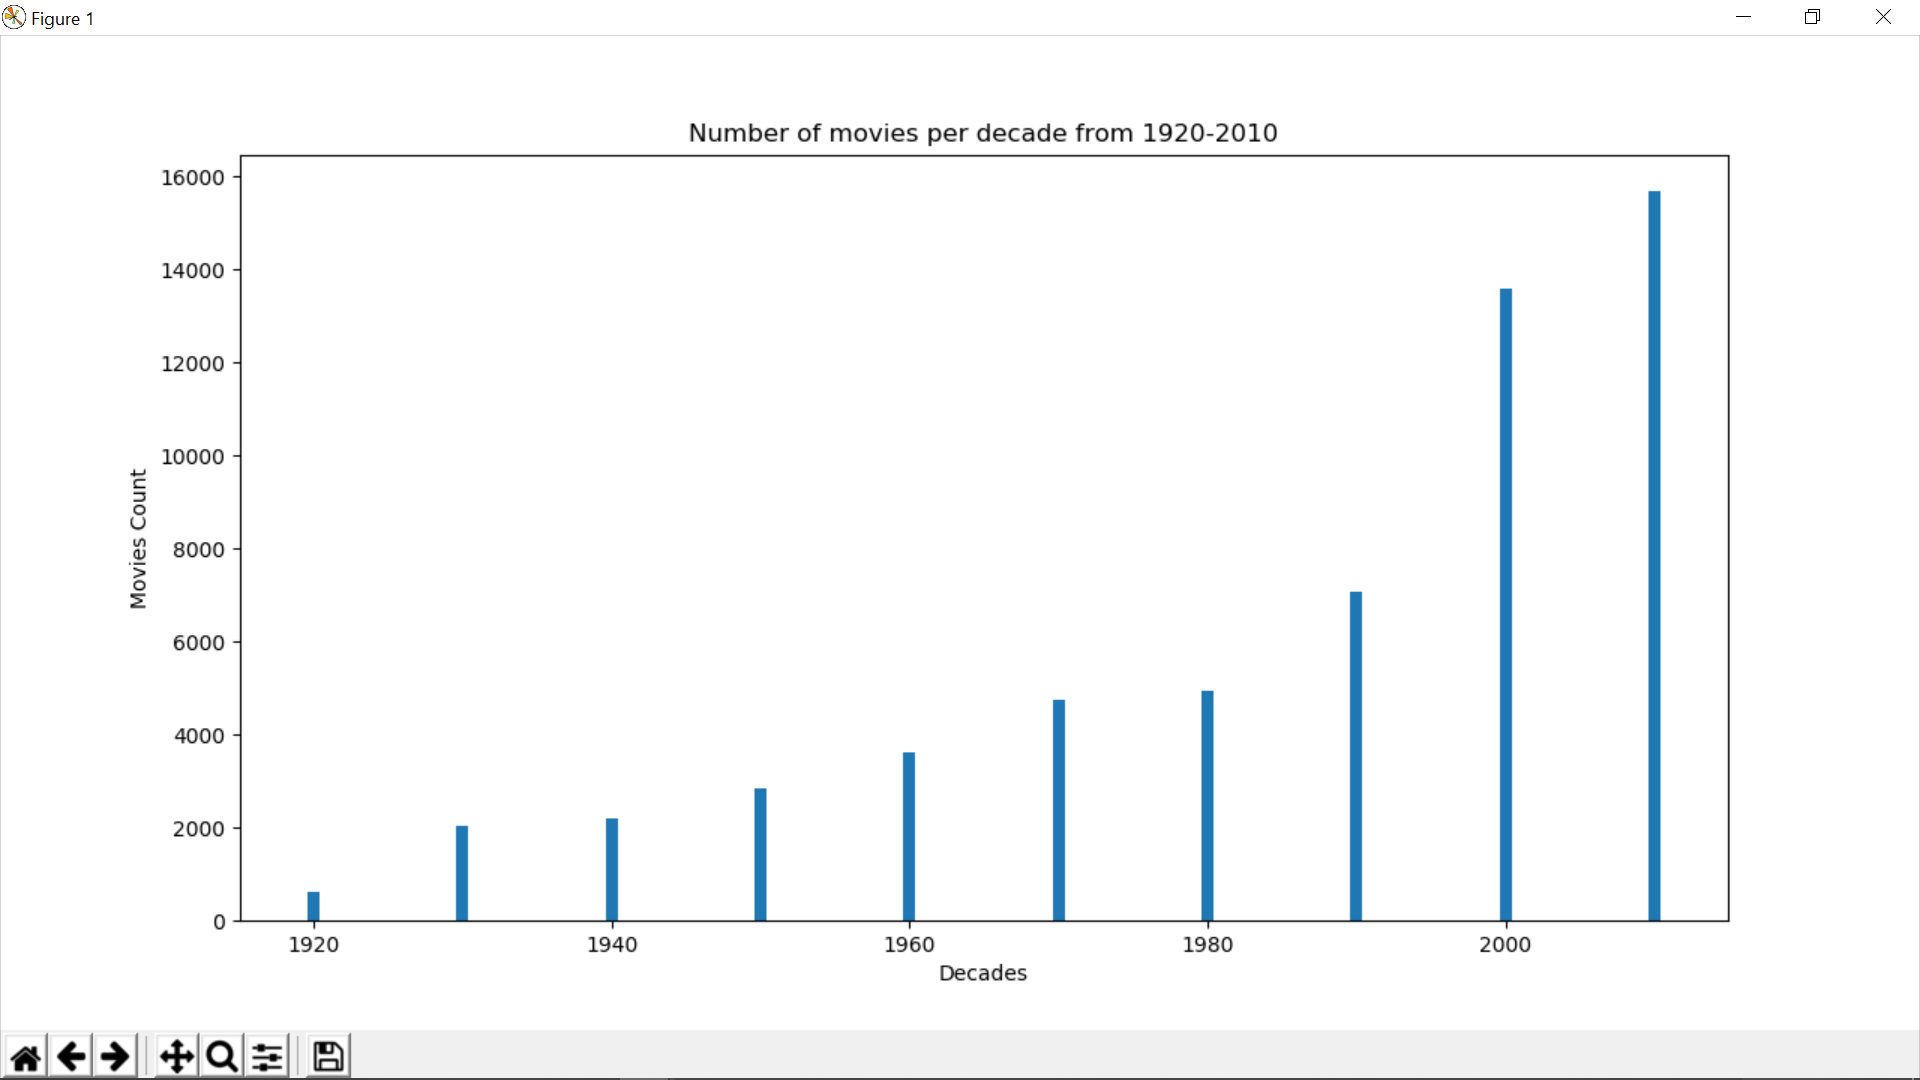 Figure 1
Number of movies per decade from 1920-2010
16000
14000
12000
10000
8000
6000
4000
2000
0
Movies Count
1920 1940 1960 1980 2000
Decades